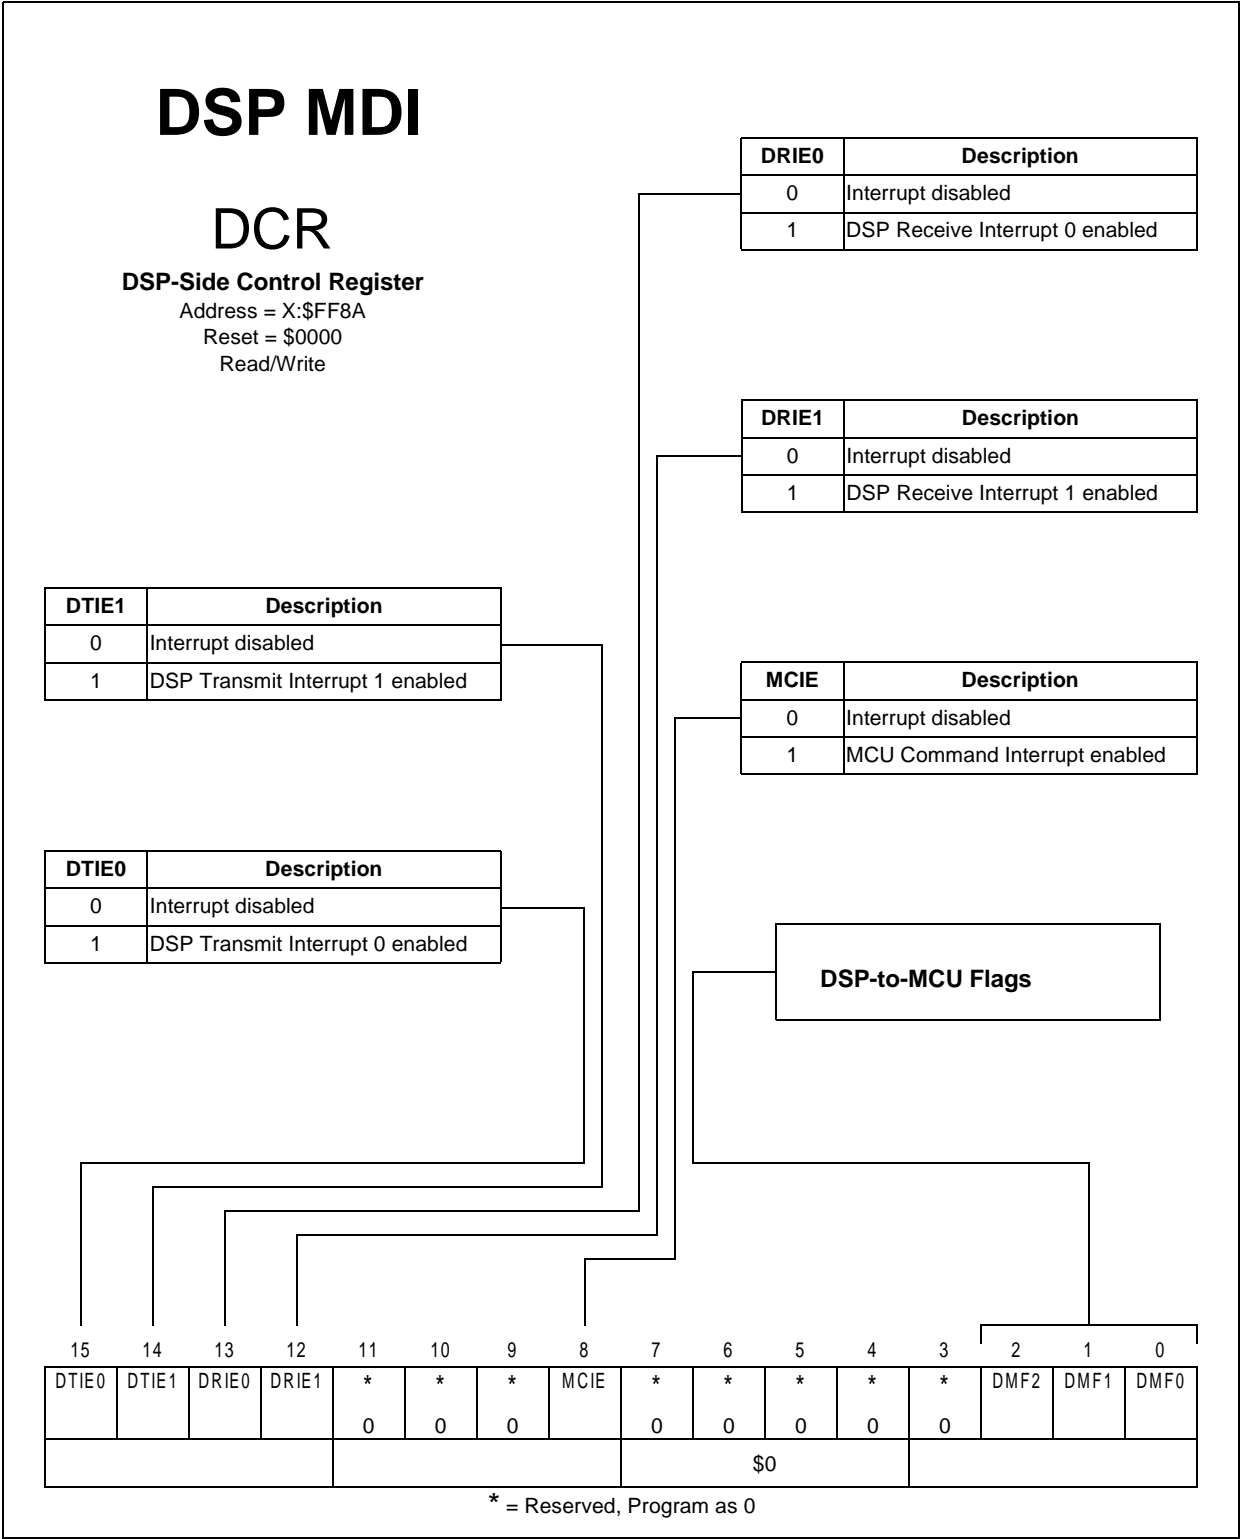 DSP MDI
DCR
DSP-Side Control Register
Address = X:$FF8A
Reset = $0000
Read/Write
DRIE0 Description
0 Interrupt disabled
1 DSP Receive Interrupt 0 enabled
DRIE1 Description
0 Interrupt disabled
1 DSP Receive Interrupt 1 enabled
DTIE1 Description
0 Interrupt disabled
1 DSP Transmit Interrupt 1 enabled
MCIE Description
0 Interrupt disabled
1 MCU Command Interrupt enabled
DTIE0 Description
0 Interrupt disabled
1 DSP Transmit Interrupt 0 enabled
DSP-to-MCU Flags
15 14 13 12 11 10 9 8 7 6 5 4 3 2 1 0
DTIE0 DTIE1 DRIE0 DRIE1 * * * MCIE * * * * * DMF2 DMF1 DMF0
0 0 0 0 0 0 0 0
$0
* = Reserved, Program as 0